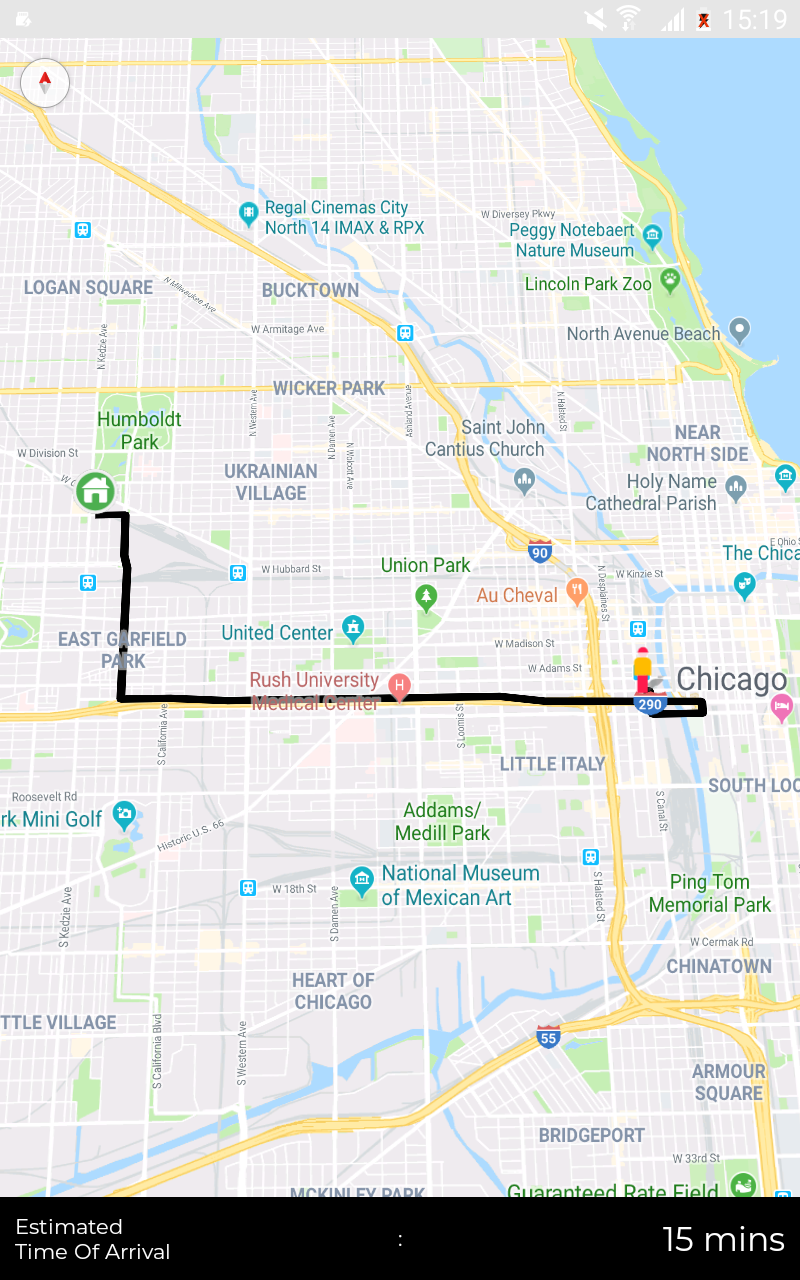 15:19
Regal Cinemas City
North 14 IMAX & RPX
W Diversey Pkwy
Peggy Notebaert
Nature Museum
LOGAN SQUARE
N Milwaukee Ave
BUCKTOWN
Lincoln Park Zoo
W Armitage Ave
North Avenue Beach
N Kedzie Ave
WICKER PARK
N Western Ave
Ashland Avenue
N Halsted St
Humboldt
Park
N Damen Ave
N Wolcott Ave
Saint John
Cantius Church
NEAR
NORTH SIDE
W Division St
UKRAINIAN
VILLAGE
Holy Name
Cathedral Parish
W
90
E Ohio S
The Chica
W Hubbard St
Union Park
N Desplaines St
W Kinzie St
Au Cheval
EAST GARFIELD
PARK
United Center
W Madison St
W Adams St
Rush University
Medical Center
H
Chicago
290
S California Ave
S Loomis St
LITTLE ITALY
SOUTH LOO
Roosevelt Rd
rk Mini Golf
Historic U.S. 66
Addams/
Medill Park
S Canal St
National Museum
of Mexican Art
W 18th St
S Kedzie Ave
S Damen Ave
S Halsted St
Ping Tom
Memorial Park
W Cermak Rd
CHINATOWN
HEART OF
CHICAGO
TTLE VILLAGE
S California Blvd
S Western Ave
55
ARMOUR
SQUARE
BRIDGEPORT
W 33rd St
MCKINLEY PARK
Guaranteed Rate Field
Estimated
Time Of Arrival
:
15 mins